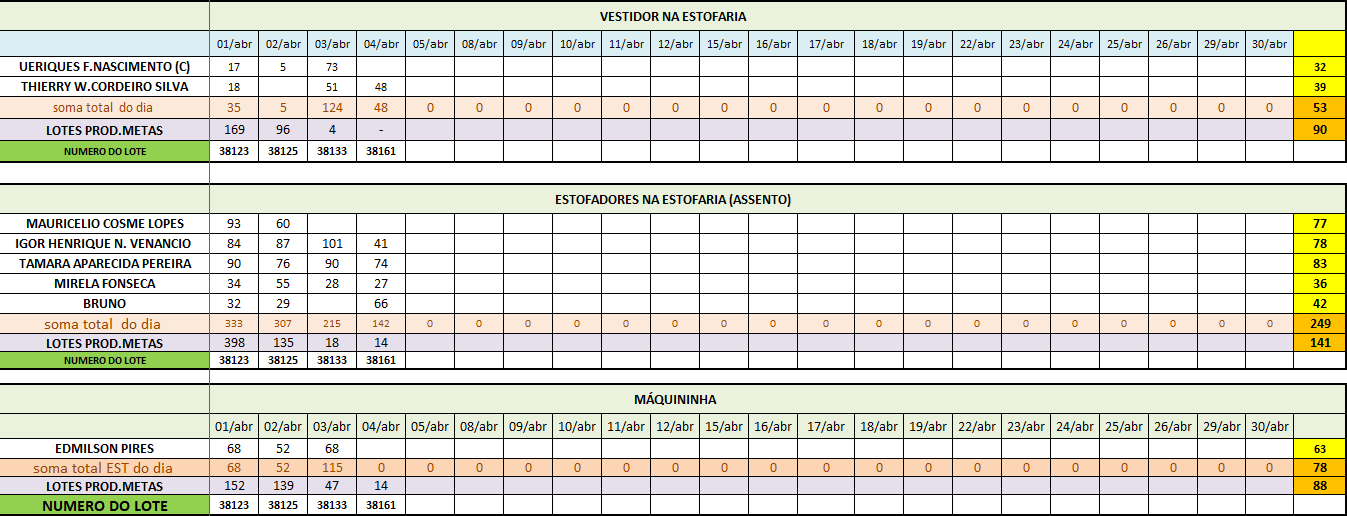 VESTIDOR NA ESTOFARIA
01/abr 02/abr 03/abr 04/abr 05/abr 08/abr 09/abr 10/abr 11/abr 12/abr 15/abr 16/abr 17/abr 18/abr 19/abr 22/abr 23/abr 24/abr 25/abr 26/abr 29/abr 30/abr
UERIQUES F.NASCIMENTO (C) 17 5 73 32
THIERRY W.CORDEIRO SILVA 18 51 48 39
soma total do dia 35 5 124 48 0 0 0 0 0 0 0 0 0 0 0 0 0 0 0 0 0 0 53
LOTES PROD.METAS 169 96 4 - 90
NUMERO DO LOTE 38123 38125 38133 38161
ESTOFADORES NA ESTOFARIA (ASSENTO)
MAURICELIO COSME LOPES 93 60 77
IGOR HENRIQUE N. VENANCIO 84 87 101 41 78
TAMARA APARECIDA PEREIRA 90 76 90 74 83
MIRELA FONSECA 34 55 28 27 36
BRUNO 32 29 66 42
soma total do dia 333 307 215 142 0 0 0 0 0 0 0 0 0 0 0 0 0 0 0 0 0 0 249
LOTES PROD.METAS 398 135 18 14 141
NUMERO DO LOTE 38123 38125 38133 38161
MÁQUININHA
01/abr 02/abr 03/abr 04/abr 05/abr 08/abr 09/abr 10/abr 11/abr 12/abr 15/abr 16/abr 17/abr 18/abr 19/abr 22/abr 23/abr 24/abr 25/abr 26/abr 29/abr 30/abr
EDMILSON PIRES 68 52 68 63
soma total EST do dia 68 52 115 0 0 0 0 0 0 0 0 0 0 0 0 0 0 0 0 0 0 0 78
LOTES PROD.METAS 152 139 47 14 88
NUMERO DO LOTE 38123 38125 38133 38161